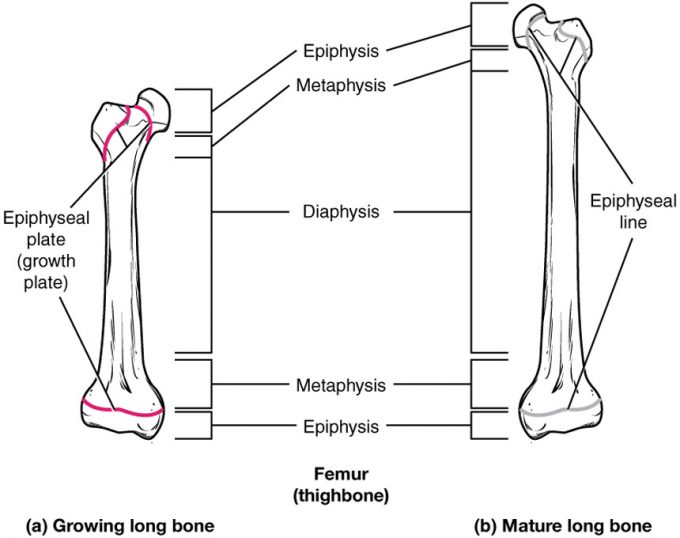 Epiphysis
Metaphysis
Diaphysis
Epiphyseal
plate
(growth
plate)
Epiphyseal
line
Metaphysis
Epiphysis
Femur
(thighbone)
(a) Growing long bone
(b) Mature long bone